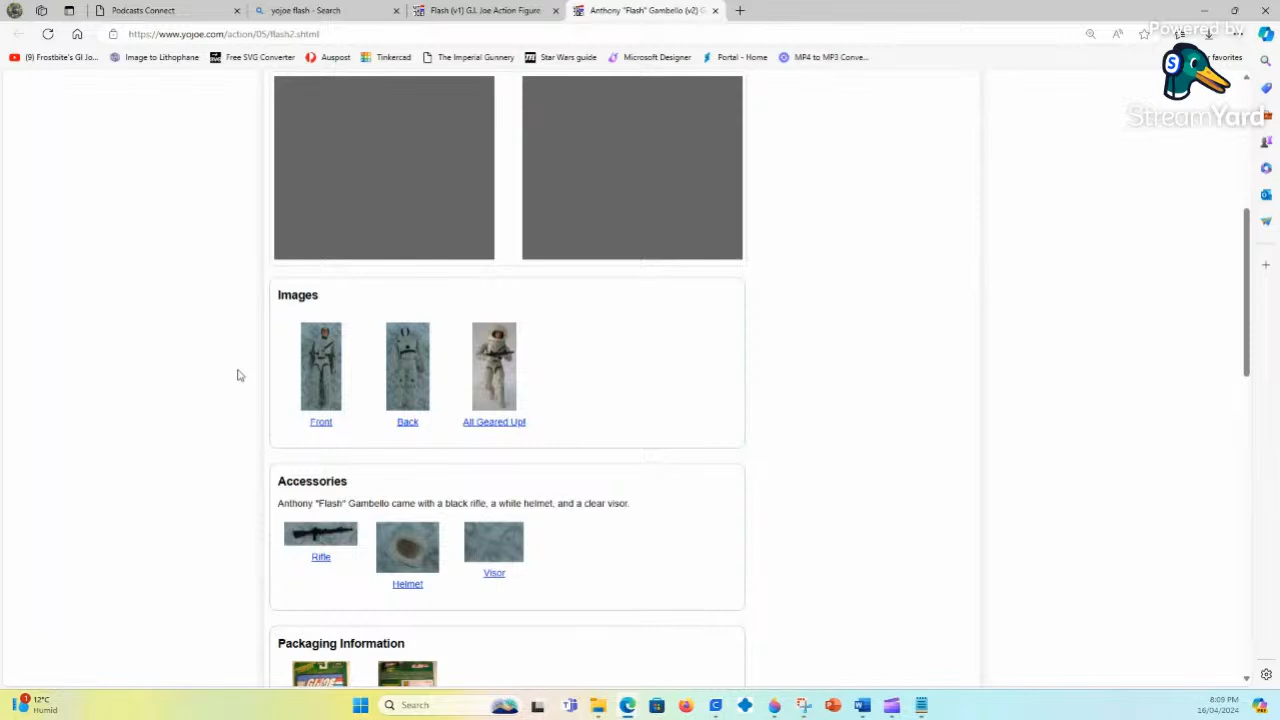 Podcasts Connect
yojoe flash - Search
Flash (v1) G.I. Joe Action Figure
Anthony "Flash" Gambello (v2) G
https://www.yojoe.com/action/05/flash2.shtml
Powered by
StreamYard
(9) Frostbite's GI Jo...
Image to Lithophane
Free SVG Converter
Auspost
Tinkercad
The Imperial Gunnery
Star Wars guide
Microsoft Designer
Portal - Home
MP4 to MP3 Conve...
r favorites
Images
Front
Back
All Geared Up!
Accessories
Anthony "Flash" Gambello came with a black rifle, a white helmet, and a clear visor.
Rifle
Helmet
Visor
Packaging Information
GI JOE
1
12°C
Humid
Search
8:09 PM
16/04/2024